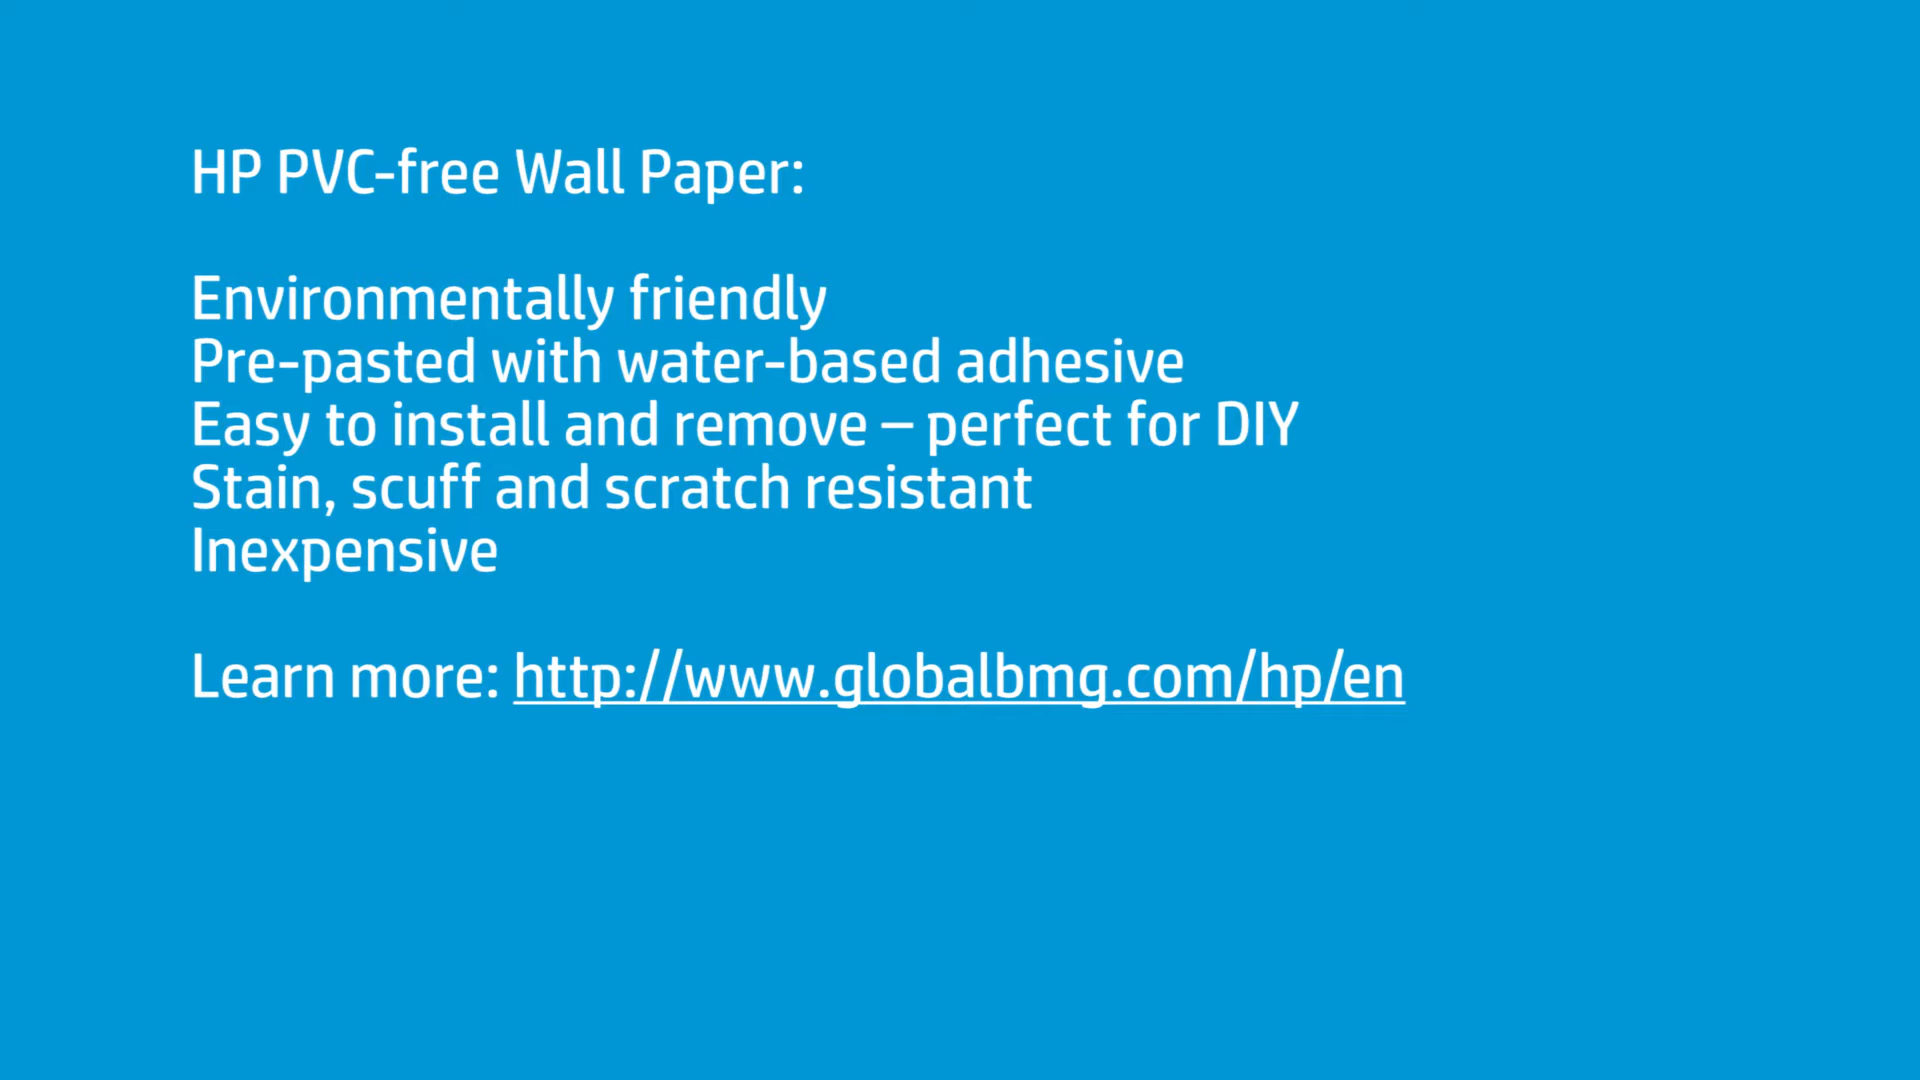 HP PVC-free Wall Paper:
Environmentally friendly
Pre-pasted with water-based adhesive
Easy to install and remove – perfect for DIY
Stain, scuff and scratch resistant
Inexpensive
Learn more: http://www.globalbmg.com/hp/en